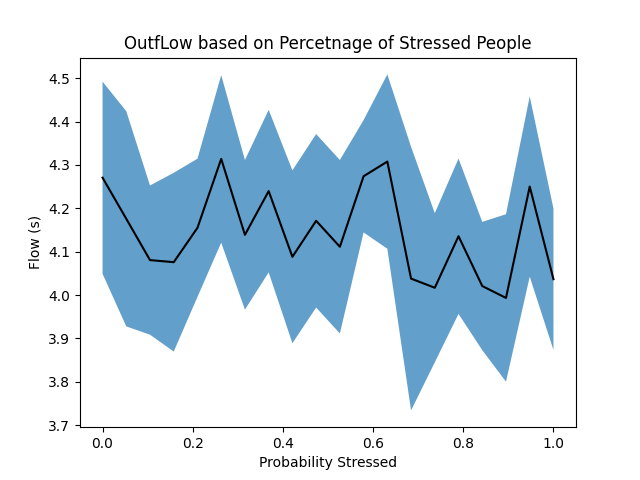 OutfLow based on Percetnage of Stressed People
4.5
4.4
4.3
4.2
4.1
4.0
3.9
3.8
3.7
Flow (s)
0.0 0.2 0.4 0.6 0.8 1.0
Probability Stressed